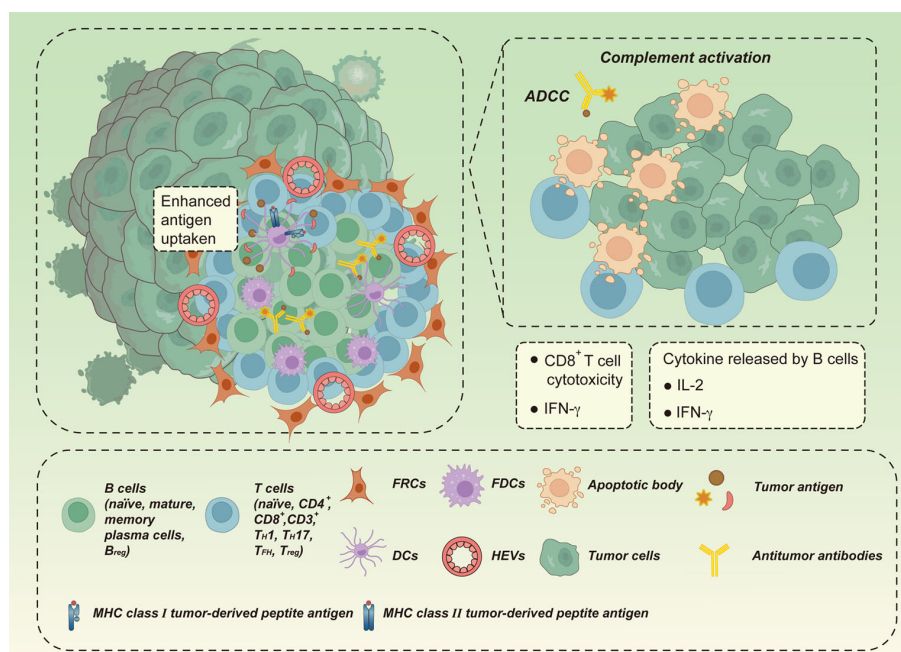 Complement activation
ADCC
Enhanced
antigen
uptaken
● CD8⁺ T cell
cytotoxicity
● IFN-γ
Cytokine released by B cells
● IL-2
● IFN-γ
B cells
(naïve, mature,
memory
plasma cells,
Breg)
T cells
(naïve, CD4⁺,
CD8⁺,CD3,⁺
TH1, TH17,
TFH, Treg)
FRCs
FDCs
Apoptotic body
Tumor antigen
DCs
HEVs
Tumor cells
Antitumor antibodies
MHC class I tumor-derived peptite antigen
MHC class II tumor-derived peptite antigen